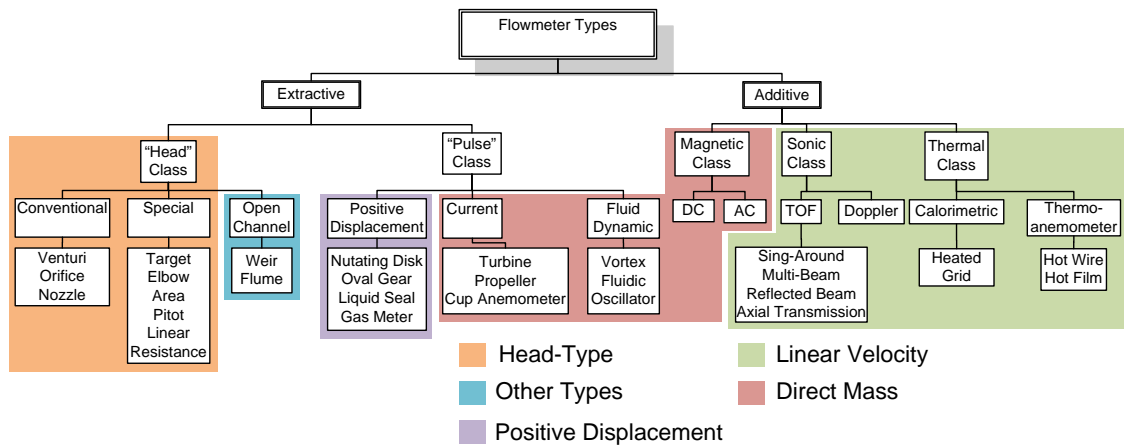 Flowmeter Types
Extractive
Additive
“Head”
Class
“Pulse”
Class
Magnetic
Class
Sonic
Class
Thermal
Class
Conventional
Special
Open
Channel
Positive
Displacement
Current
Fluid
Dynamic
DC
AC
TOF
Doppler
Calorimetric
Thermo-
anemometer
Venturi
Orifice
Nozzle
Target
Elbow
Area
Pitot
Linear
Resistance
Weir
Flume
Nutating Disk
Oval Gear
Liquid Seal
Gas Meter
Turbine
Propeller
Cup Anemometer
Vortex
Fluidic
Oscillator
Sing-Around
Multi-Beam
Reflected Beam
Axial Transmission
Heated
Grid
Hot Wire
Hot Film
Head-Type
Other Types
Positive Displacement
Linear Velocity
Direct Mass